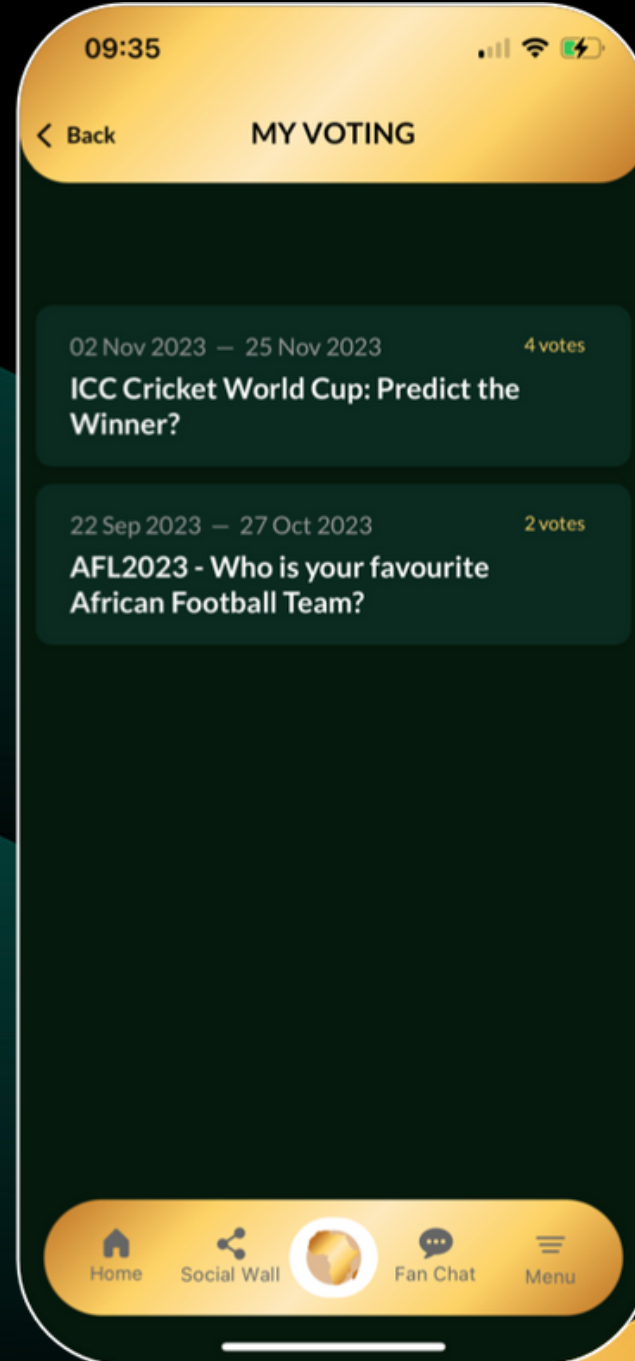 09:35
Back
MY VOTING
02 Nov 2023 — 25 Nov 2023
4 votes
ICC Cricket World Cup: Predict the
Winner?
22 Sep 2023 — 27 Oct 2023
2 votes
AFL2023 - Who is your favourite
African Football Team?
Home
Social Wall
Fan Chat
Menu